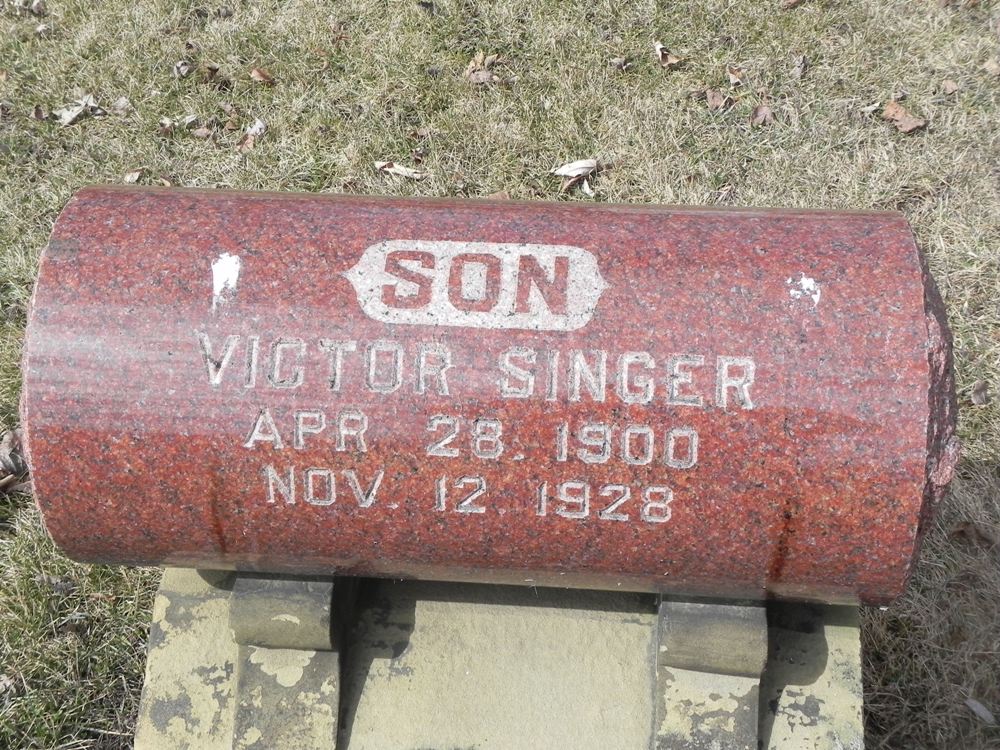 SON
VICTOR SINGER
APR 28. 1900
NOV. 12. 1928